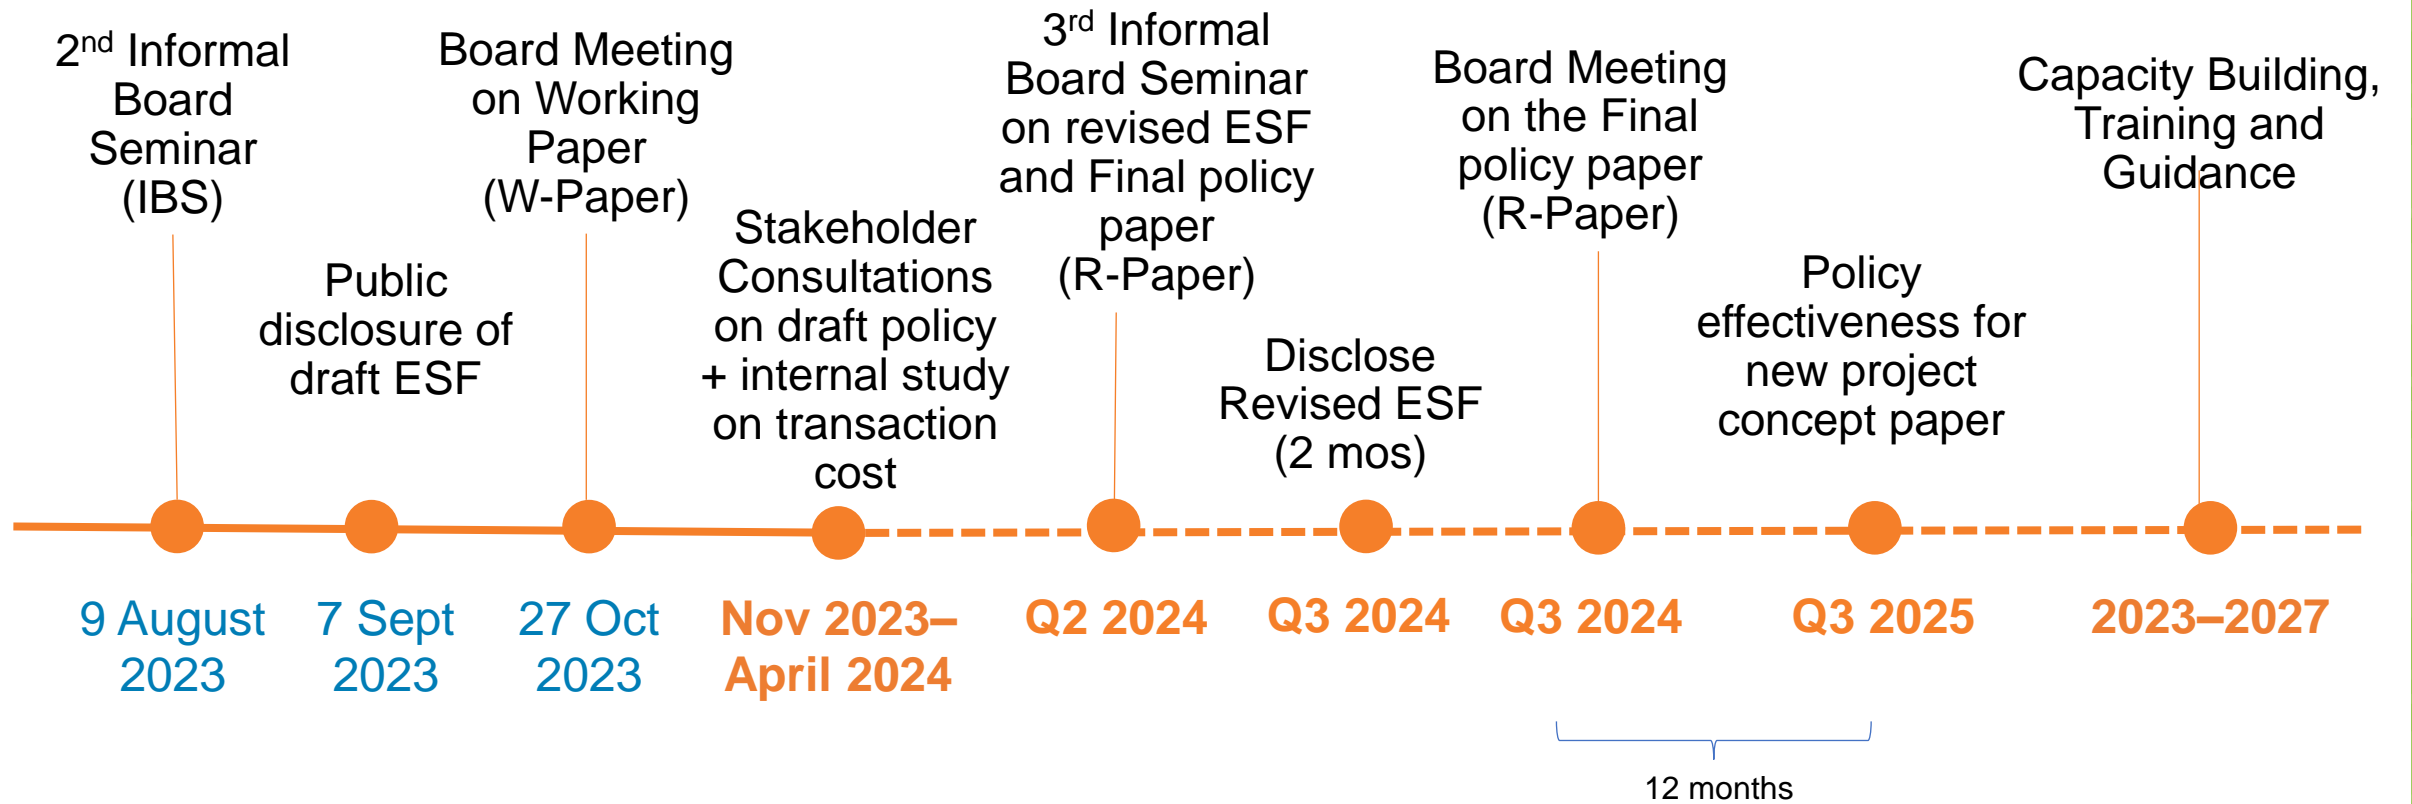 2nd Informal
Board
Seminar
(IBS)
Public
disclosure of
draft ESF
Board Meeting
on Working
Paper
(W-Paper)
Stakeholder
Consultations
on draft policy
+ internal study
on transaction
cost
3rd Informal
Board Seminar
on revised ESF
and Final policy
paper
(R-Paper)
Disclose
Revised ESF
(2 mos)
Board Meeting
on the Final
policy paper
(R-Paper)
Policy
effectiveness for
new project
concept paper
Capacity Building,
Training and
Guidance
9 August
2023
7 Sept
2023
27 Oct
2023
Nov 2023–
April 2024
Q2 2024
Q3 2024
Q3 2024
Q3 2025
2023–2027
12 months